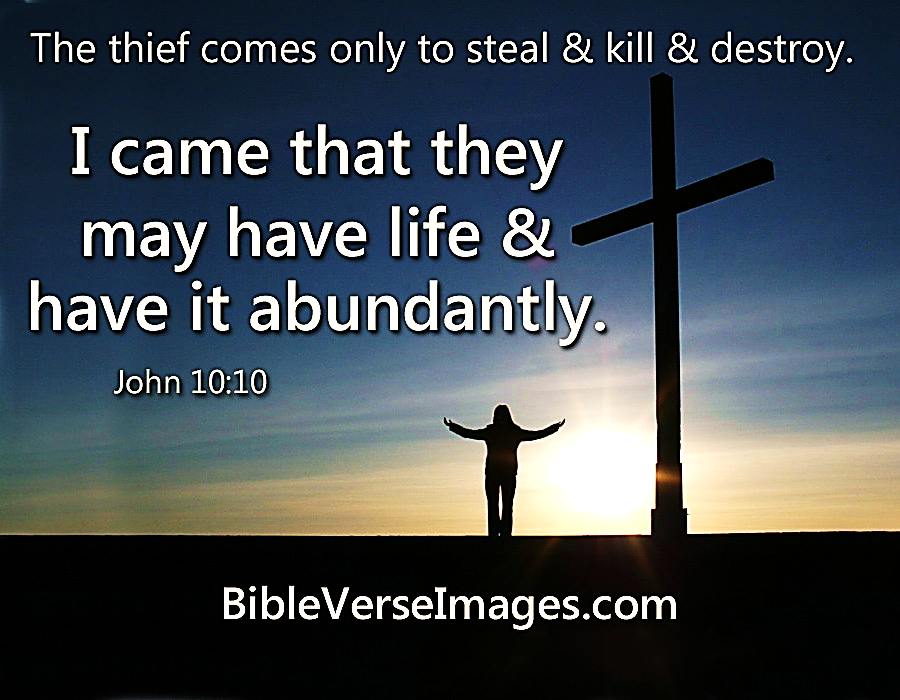 The thief comes only to steal & kill & destroy.
I came that they
may have life &
have it abundantly.
John 10:10
BibleVerseImages.com